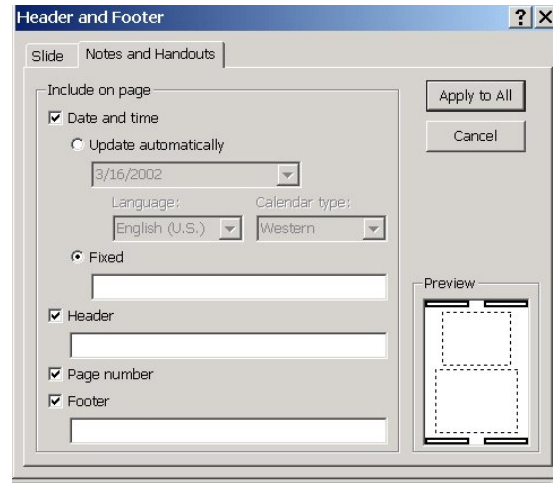 Header and Footer
Slide
Notes and Handouts
Include on page
Date and time
Update automatically
3/16/2002
Language:
Calendar type:
English (U.S.)
Western
Fixed
Header
Page number
Footer
Apply to All
Cancel
Preview